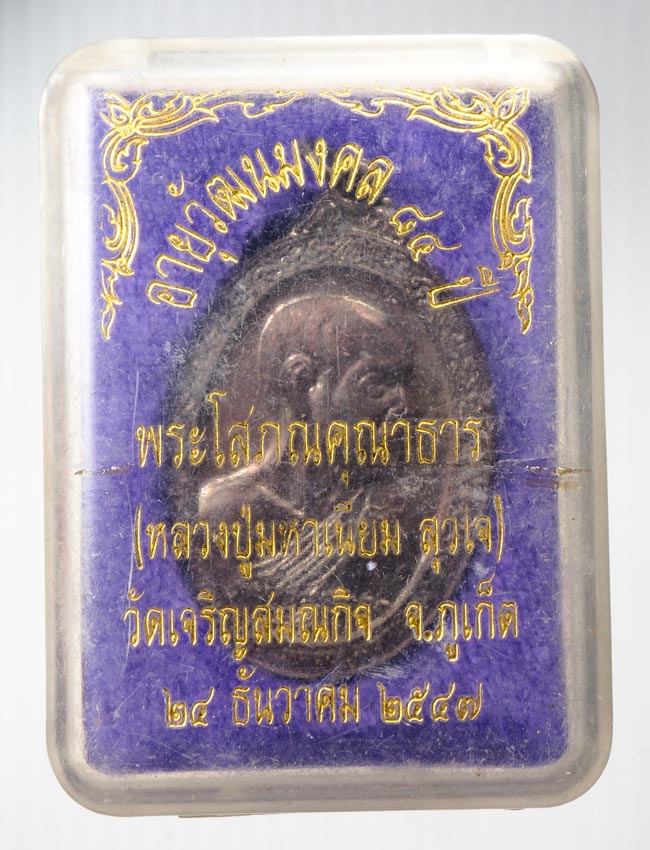 อายุวัฒนมงคล ๘๕ ปี
พระโสภณคุณาธาร
(หลวงปู่มหาเนียม สุวเจ)
วัดเจริญสมณกิจ จ.ภูเก็ต
๒๔ ธันวาคม ๒๕๔๗